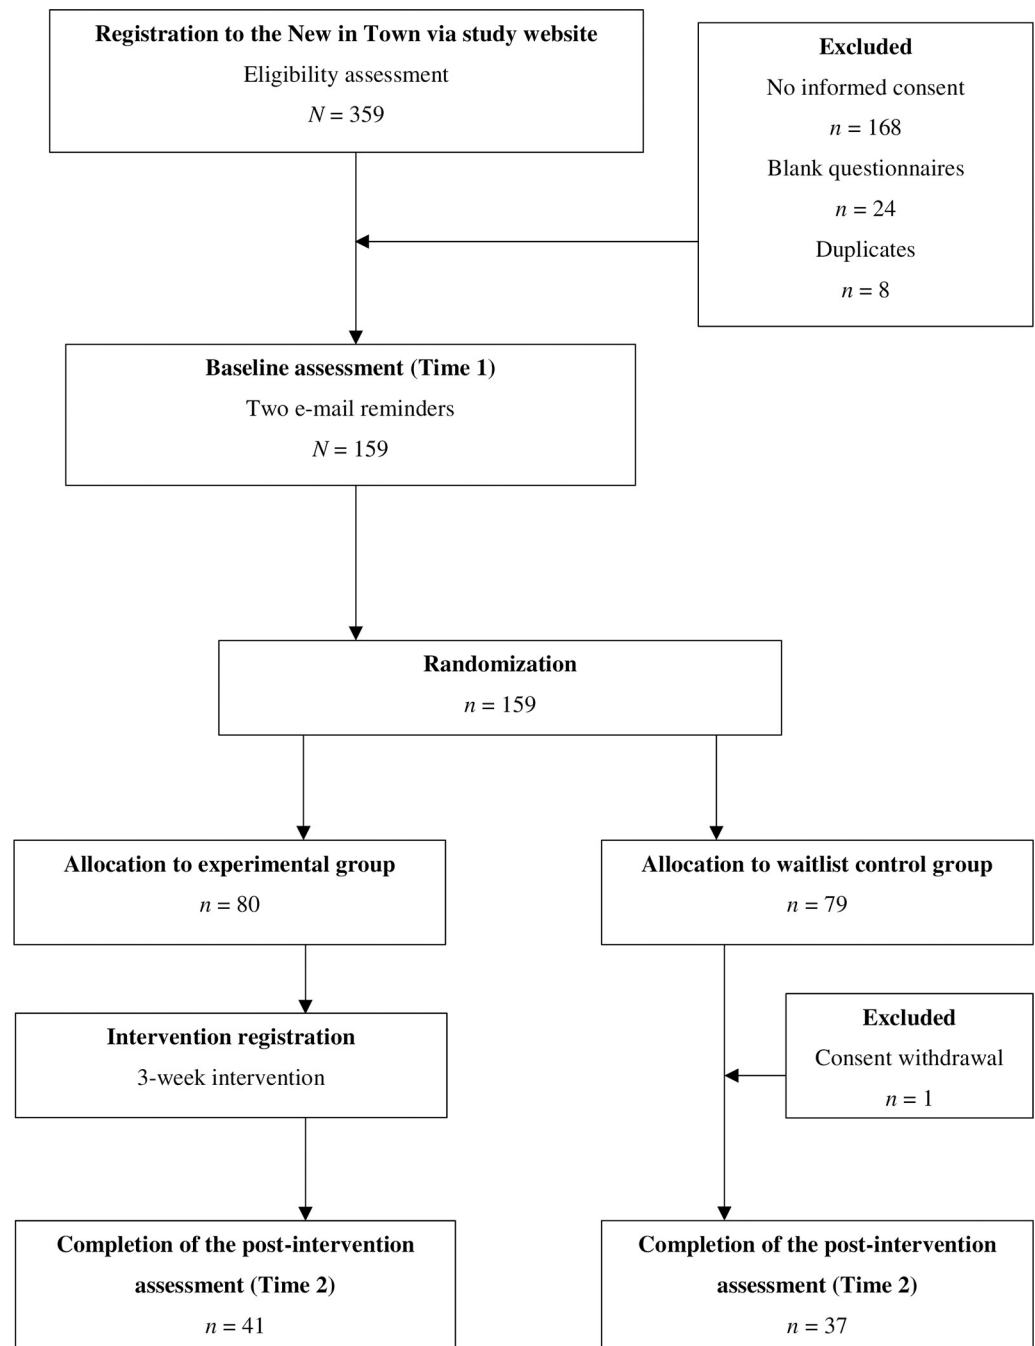 Registration to the New in Town via study website
Eligibility assessment
N = 359
Excluded
No informed consent
n = 168
Blank questionnaires
n = 24
Duplicates
n = 8
Baseline assessment (Time 1)
Two e-mail reminders
N = 159
Randomization
n = 159
Allocation to experimental group
n = 80
Allocation to waitlist control group
n = 79
Intervention registration
3-week intervention
Excluded
Consent withdrawal
n = 1
Completion of the post-intervention
assessment (Time 2)
n = 41
Completion of the post-intervention
assessment (Time 2)
n = 37